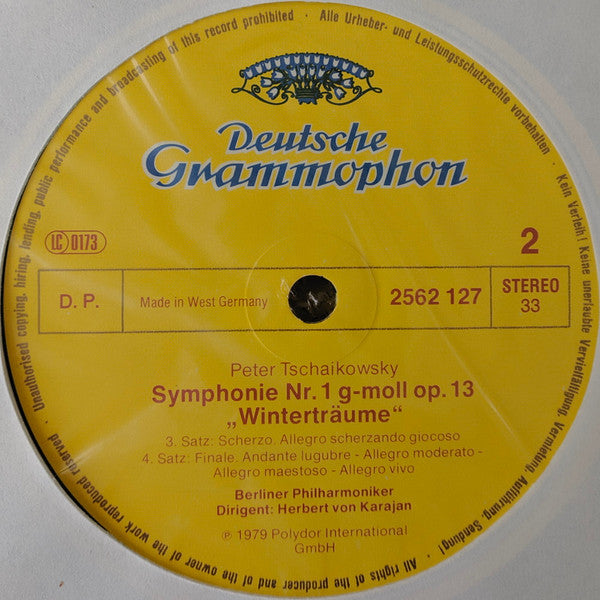 Deutsche
Grammophon
LC 0173
2
D. P.
Made in West Germany
2562 127
STEREO
33
Peter Tschaikowsky
Symphonie Nr. 1 g-moll op. 13
„Winterträume“
3. Satz: Scherzo. Allegro scherzando giocoso
4. Satz: Finale. Andante lugubre - Allegro moderato -
Allegro maestoso - Allegro vivo
Berliner Philharmoniker
Dirigent: Herbert von Karajan
℗ 1979 Polydor International
GmbH
Alle Urheber- und Leistungsschutzrechte vorbehalten · Kein Verleih! Keine unerlaubte Vervielfältigung, Vermietung, Aufführung, Sendung! · All rights of the producer and of the owner of the work reproduced reserved · Unauthorised copying, hiring, lending, public performance and broadcasting of this record prohibited ·